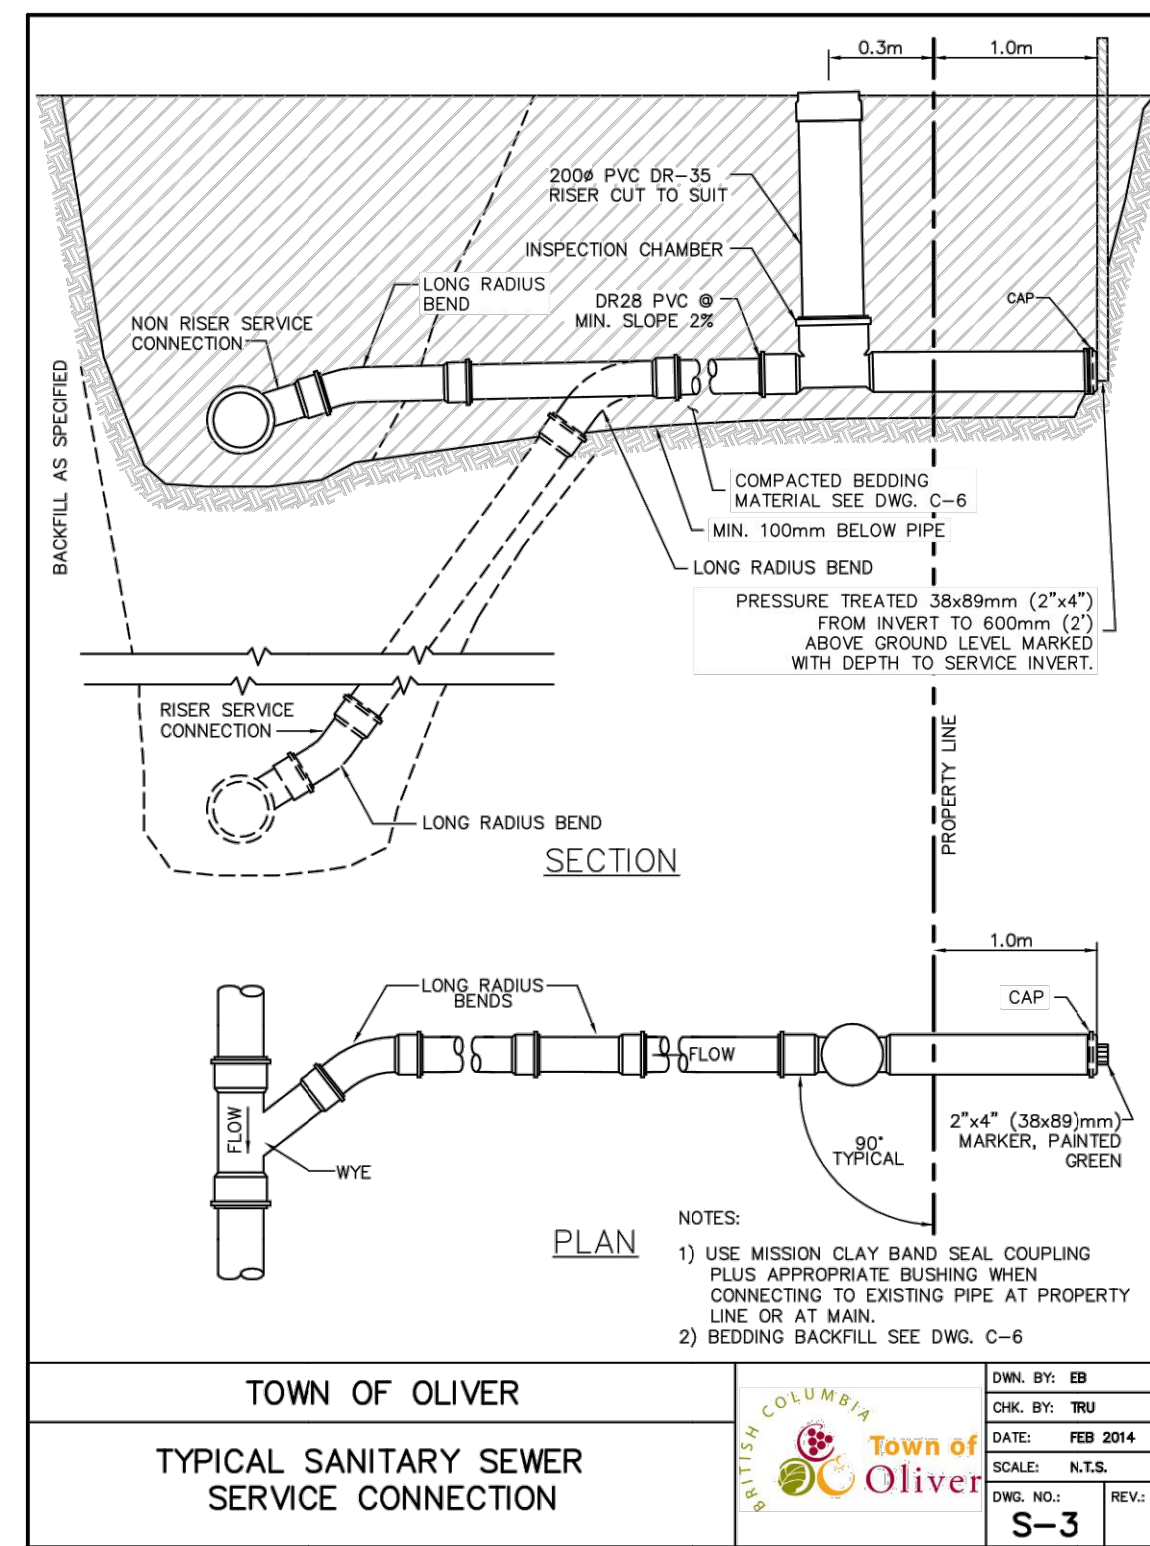 0.3m
1.0m
200ø PVC DR-35
RISER CUT TO SUIT
INSPECTION CHAMBER
LONG RADIUS
BEND
DR28 PVC @
MIN. SLOPE 2%
CAP
NON RISER SERVICE
CONNECTION
BACKFILL AS SPECIFIED
COMPACTED BEDDING
MATERIAL SEE DWG. C-6
MIN. 100mm BELOW PIPE
LONG RADIUS BEND
PRESSURE TREATED 38x89mm (2"x4")
FROM INVERT TO 600mm (2')
ABOVE GROUND LEVEL MARKED
WITH DEPTH TO SERVICE INVERT.
RISER SERVICE
CONNECTION
PROPERTY LINE
LONG RADIUS BEND
SECTION
1.0m
LONG RADIUS
BENDS
CAP
FLOW
FLOW
2"x4" (38x89)mm)
MARKER, PAINTED
GREEN
90°
TYPICAL
WYE
PLAN
NOTES:
1) USE MISSION CLAY BAND SEAL COUPLING
PLUS APPROPRIATE BUSHING WHEN
CONNECTING TO EXISTING PIPE AT PROPERTY
LINE OR AT MAIN.
2) BEDDING BACKFILL SEE DWG. C-6
TOWN OF OLIVER
TYPICAL SANITARY SEWER
SERVICE CONNECTION
BRITISH COLUMBIA
Town of
Oliver
DWN. BY: EB
CHK. BY: TRU
DATE: FEB 2014
SCALE: N.T.S.
DWG. NO.: REV.:
S-3